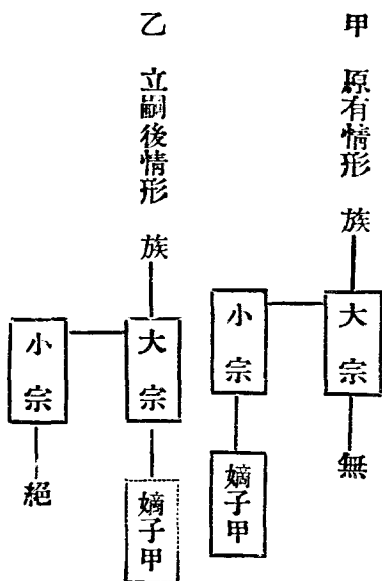 甲 原有情形 族 大宗 無
小宗 嫡子甲
乙 立嗣後情形 族 大宗 嫡子甲
小宗 絕